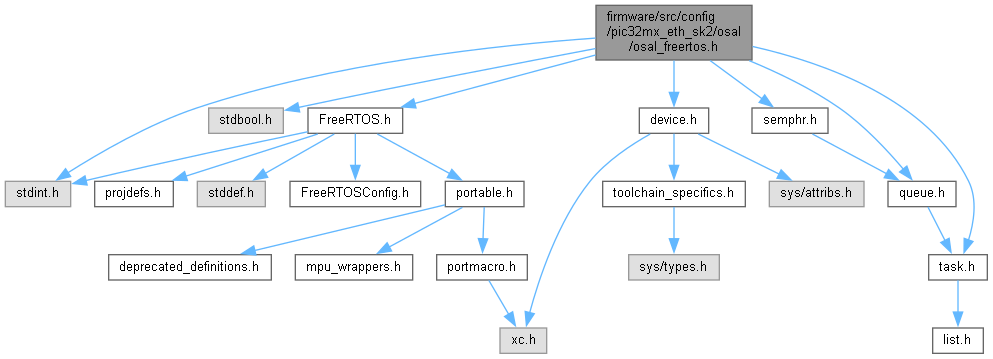 firmware/src/config
/pic32mx_eth_sk2/osal
/osal_freertos.h
stdbool.h
FreeRTOS.h
device.h
semphr.h
stdint.h
projdefs.h
stddef.h
FreeRTOSConfig.h
portable.h
toolchain_specifics.h
sys/attribs.h
queue.h
deprecated_definitions.h
mpu_wrappers.h
portmacro.h
sys/types.h
task.h
xc.h
list.h